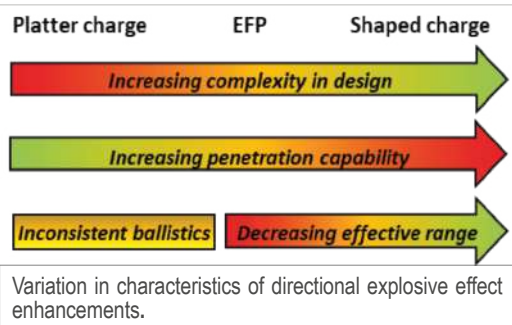 Platter charge EFP Shaped charge
Increasing complexity in design
Increasing penetration capability
Inconsistent ballistics Decreasing effective range
Variation in characteristics of directional explosive effect
enhancements.